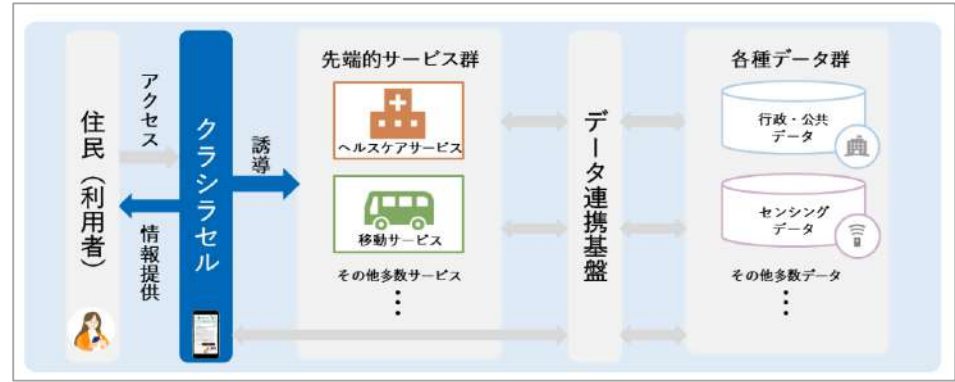 住民（利用者）
アクセス
情報提供
クラシラセル
誘導
先端的サービス群
ヘルスケアサービス
移動サービス
その他多数サービス
データ連携基盤
各種データ群
行政・公共
データ
センシング
データ
その他多数データ